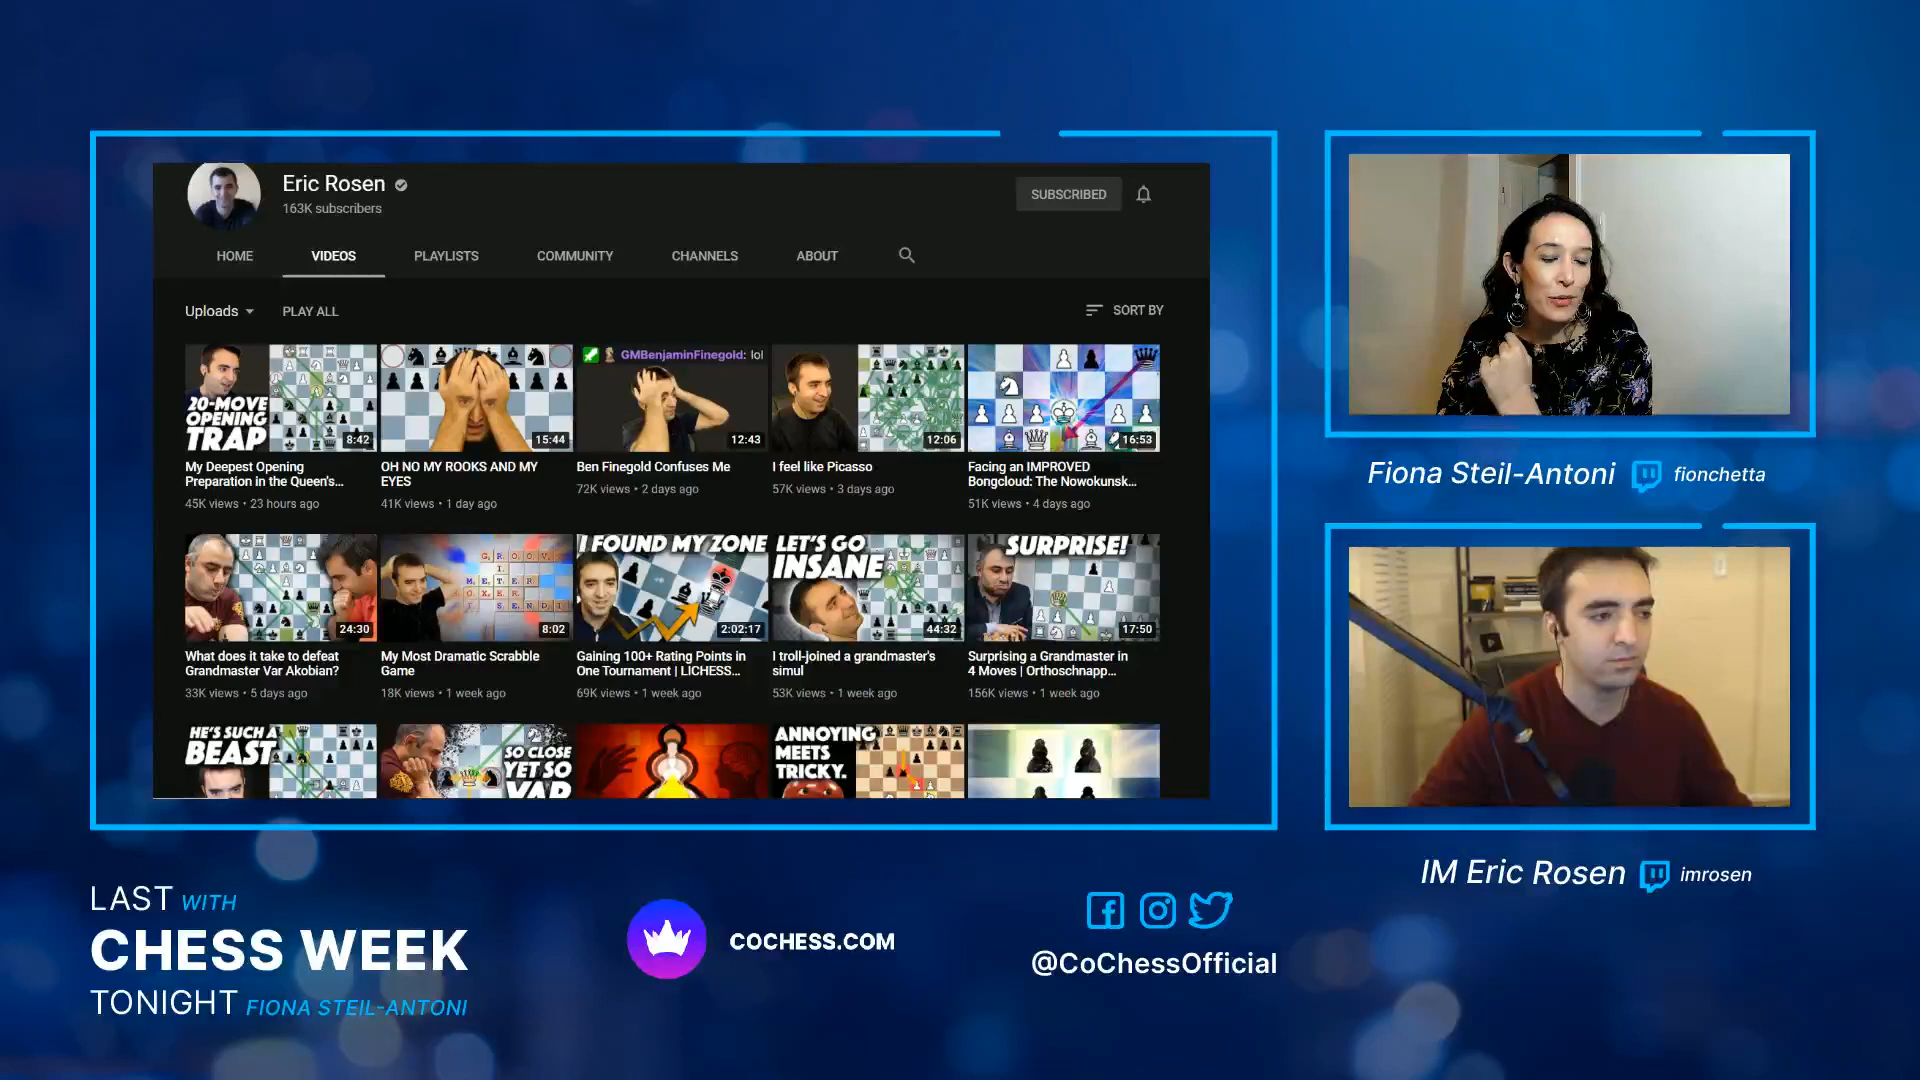 Eric Rosen
163K subscribers
SUBSCRIBED
HOME
VIDEOS
PLAYLISTS
COMMUNITY
CHANNELS
ABOUT
Uploads
PLAY ALL
SORT BY
20-MOVE
OPENING
TRAP
8:42
15:44
GMBenjaminFinegold: lol
12:43
12:06
16:53
My Deepest Opening
Preparation in the Queen's...
45K views • 23 hours ago
OH NO MY ROOKS AND MY
EYES
41K views • 1 day ago
Ben Finegold Confuses Me
72K views • 2 days ago
I feel like Picasso
57K views • 3 days ago
Facing an IMPROVED
Bongcloud: The Nowokunsk...
51K views • 4 days ago
24:30
8:02
I FOUND MY ZONE
2:02:17
LET'S GO
INSANE
44:32
SURPRISE!
17:50
What does it take to defeat
Grandmaster Var Akobian?
33K views • 5 days ago
My Most Dramatic Scrabble
Game
18K views • 1 week ago
Gaining 100+ Rating Points in
One Tournament | LICHESS...
69K views • 1 week ago
I troll-joined a grandmaster's
simul
53K views • 1 week ago
Surprising a Grandmaster in
4 Moves | Orthoschnapp...
156K views • 1 week ago
HE'S SUCH A
BEAST
SO CLOSE
YET SO
VAR
ANNOYING
MEETS
TRICKY.
Fiona Steil-Antoni fionchetta
IM Eric Rosen imrosen
LAST WITH
CHESS WEEK
TONIGHT FIONA STEIL-ANTONI
COCHESS.COM
@CoChessOfficial